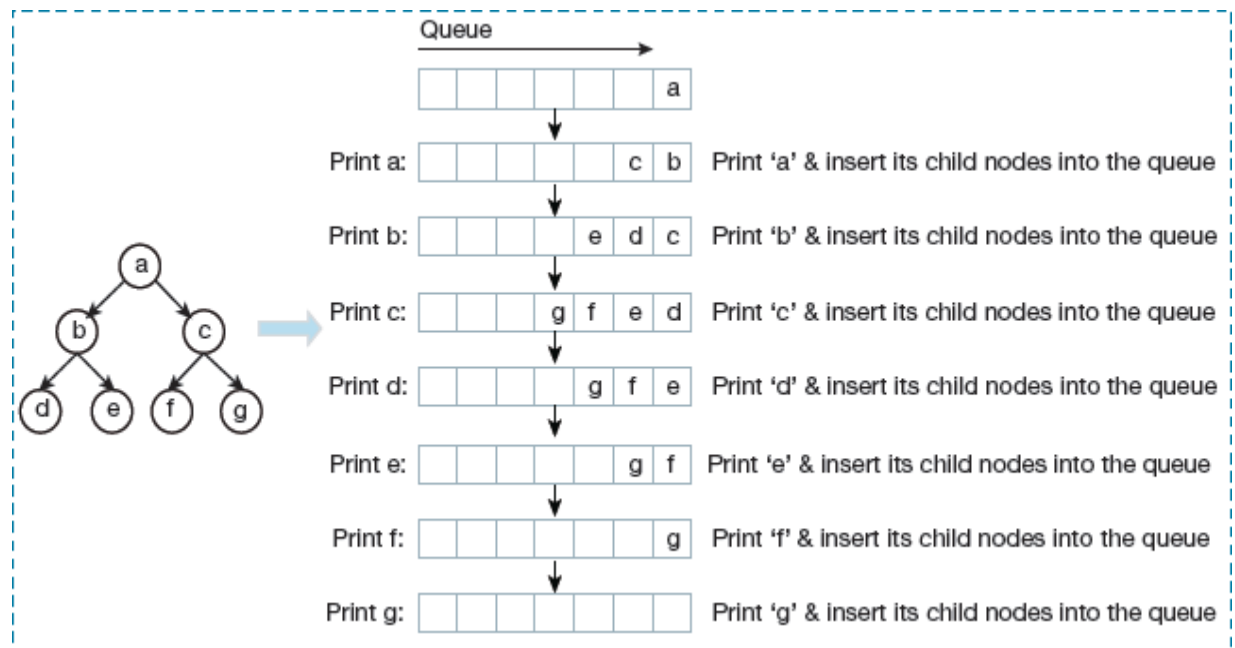 Queue
a
Print a: c b Print ‘a’ & insert its child nodes into the queue
Print b: e d c Print ‘b’ & insert its child nodes into the queue
a
b c
d e f g
Print c: g f e d Print ‘c’ & insert its child nodes into the queue
Print d: g f e Print ‘d’ & insert its child nodes into the queue
Print e: g f Print ‘e’ & insert its child nodes into the queue
Print f: g Print ‘f’ & insert its child nodes into the queue
Print g: Print ‘g’ & insert its child nodes into the queue